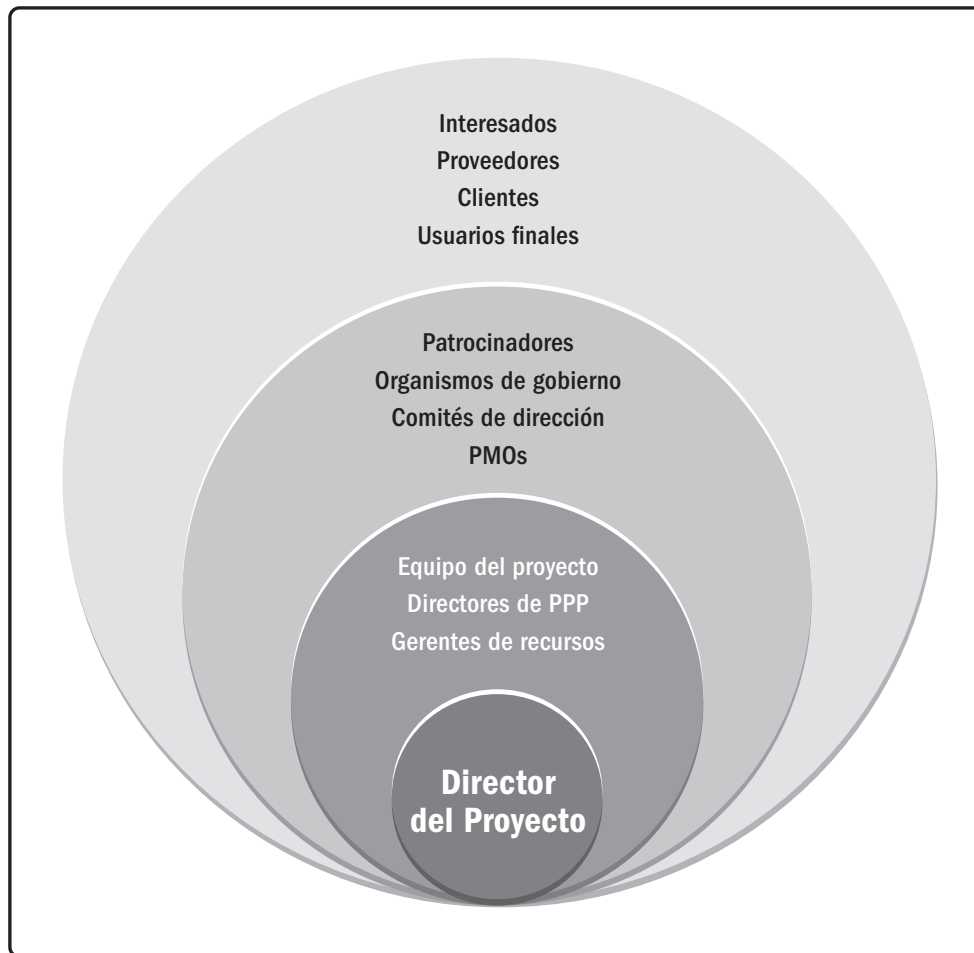 Interesados
Proveedores
Clientes
Usuarios finales
Patrocinadores
Organismos de gobierno
Comités de dirección
PMOs
Equipo del proyecto
Directores de PPP
Gerentes de recursos
Director
del Proyecto